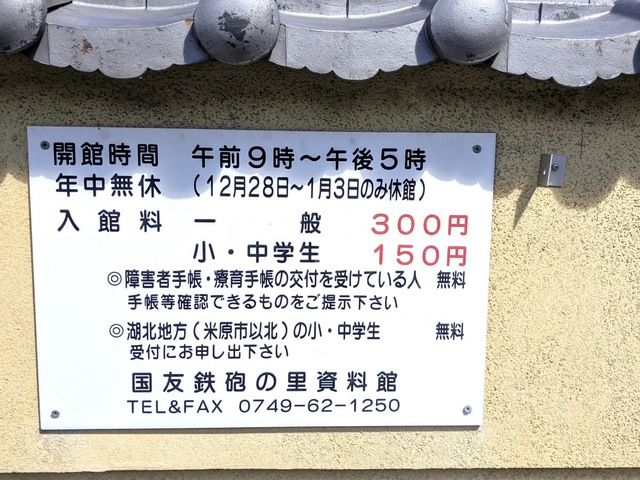 開館時間 午前9時~午後5時
年中無休 (12月28日~1月3日のみ休館)
入館料 一般 300円
小・中学生 150円
◎障害者手帳・療育手帳の交付を受けている人 無料
手帳等確認できるものをご提示下さい
◎湖北地方(米原市以北)の小・中学生 無料
受付にお申し出下さい
国友鉄砲の里資料館
TEL&FAX 0749-62-1250